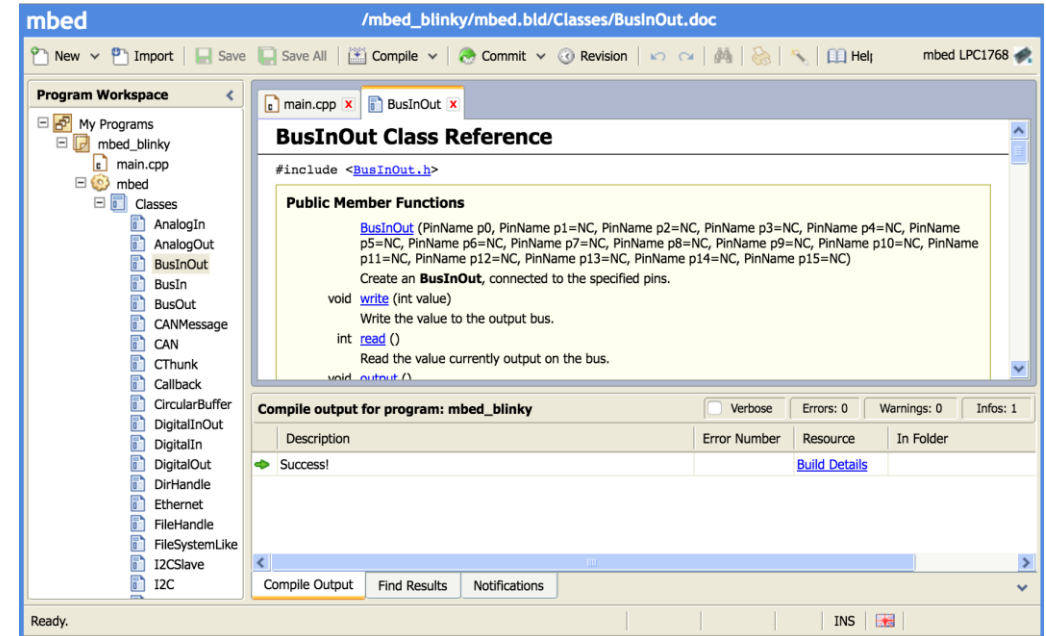 mbed
/mbed_blinky/mbed.bld/Classes/BusInOut.doc
New Import Save Save All Compile Commit Revision Help mbed LPC1768
Program Workspace
My Programs
mbed_blinky
main.cpp
mbed
Classes
AnalogIn
AnalogOut
BusInOut
BusIn
BusOut
CANMessage
CAN
CThunk
Callback
CircularBuffer
DigitalInOut
DigitalIn
DigitalOut
DirHandle
Ethernet
FileHandle
FileSystemLike
I2CSlave
I2C
main.cpp BusInOut
BusInOut Class Reference
#include <BusInOut.h>
Public Member Functions
BusInOut (PinName p0, PinName p1=NC, PinName p2=NC, PinName p3=NC, PinName p4=NC, PinName
p5=NC, PinName p6=NC, PinName p7=NC, PinName p8=NC, PinName p9=NC, PinName p10=NC, PinName
p11=NC, PinName p12=NC, PinName p13=NC, PinName p14=NC, PinName p15=NC)
Create an BusInOut, connected to the specified pins.
void write (int value)
Write the value to the output bus.
int read ()
Read the value currently output on the bus.
void output ()
Compile output for program: mbed_blinky Verbose Errors: 0 Warnings: 0 Infos: 1
Description Error Number Resource In Folder
Success! Build Details
Compile Output Find Results Notifications
Ready. INS